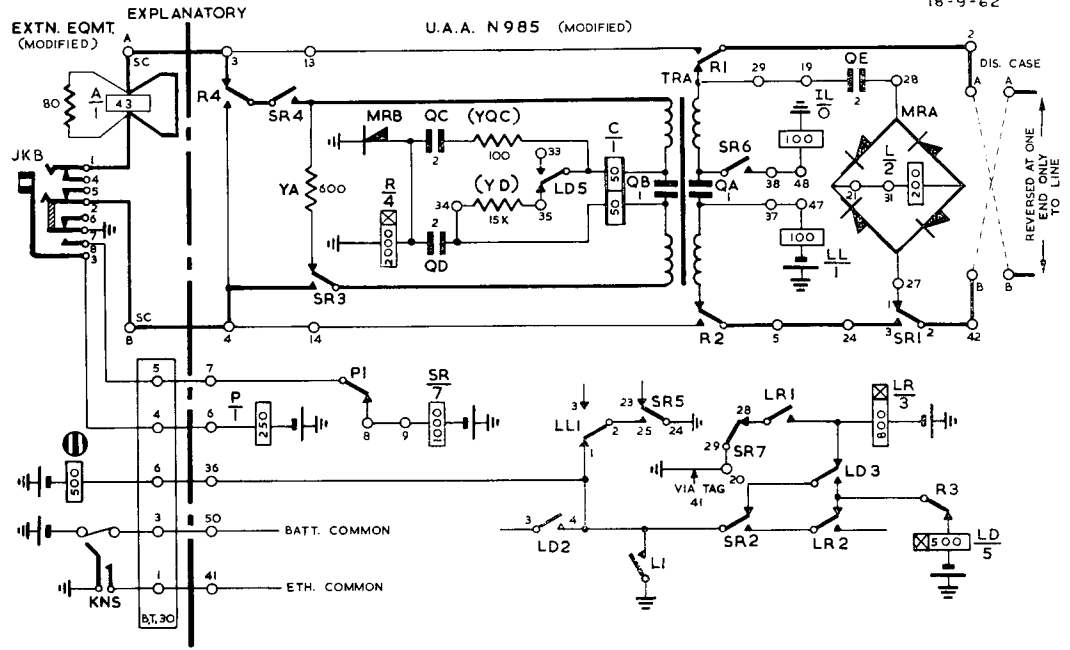 18-9-62
EXPLANATORY
EXTN. EQMT.
(MODIFIED)
U.A.A. N985 (MODIFIED)
A
SC
3
13
R1
2
TRA
29
19
QE
2
28
DIS. CASE
A
A
80
A
1
43
R4
SR4
MRB
QC
2
(YQC)
100
C
1
50
50
IL
0
100
MRA
JKB
1
4
5
2
6
7
8
3
YA
600
R
4
2000
34
(YD)
15K
33
LD5
35
2
QD
QB
1
QA
1
SR6
38
48
37
47
100
LL
1
L
2
21
31
200
REVERSED AT ONE
END ONLY
TO LINE
SR3
27
B
B
SC
B
4
14
R2
5
24
1
3
SR1
2
42
5
7
P1
SR
7
4
6
P
1
250
8
9
1000
3
LL1
2
1
23
SR5
25
24
28
LR1
29
SR7
20
VIA TAG
41
LR
3
800
500
6
36
LD3
R3
3
50
BATT. COMMON
3
4
LD2
SR2
LR2
500
LD
5
L1
1
41
ETH. COMMON
KNS
B.T. 30